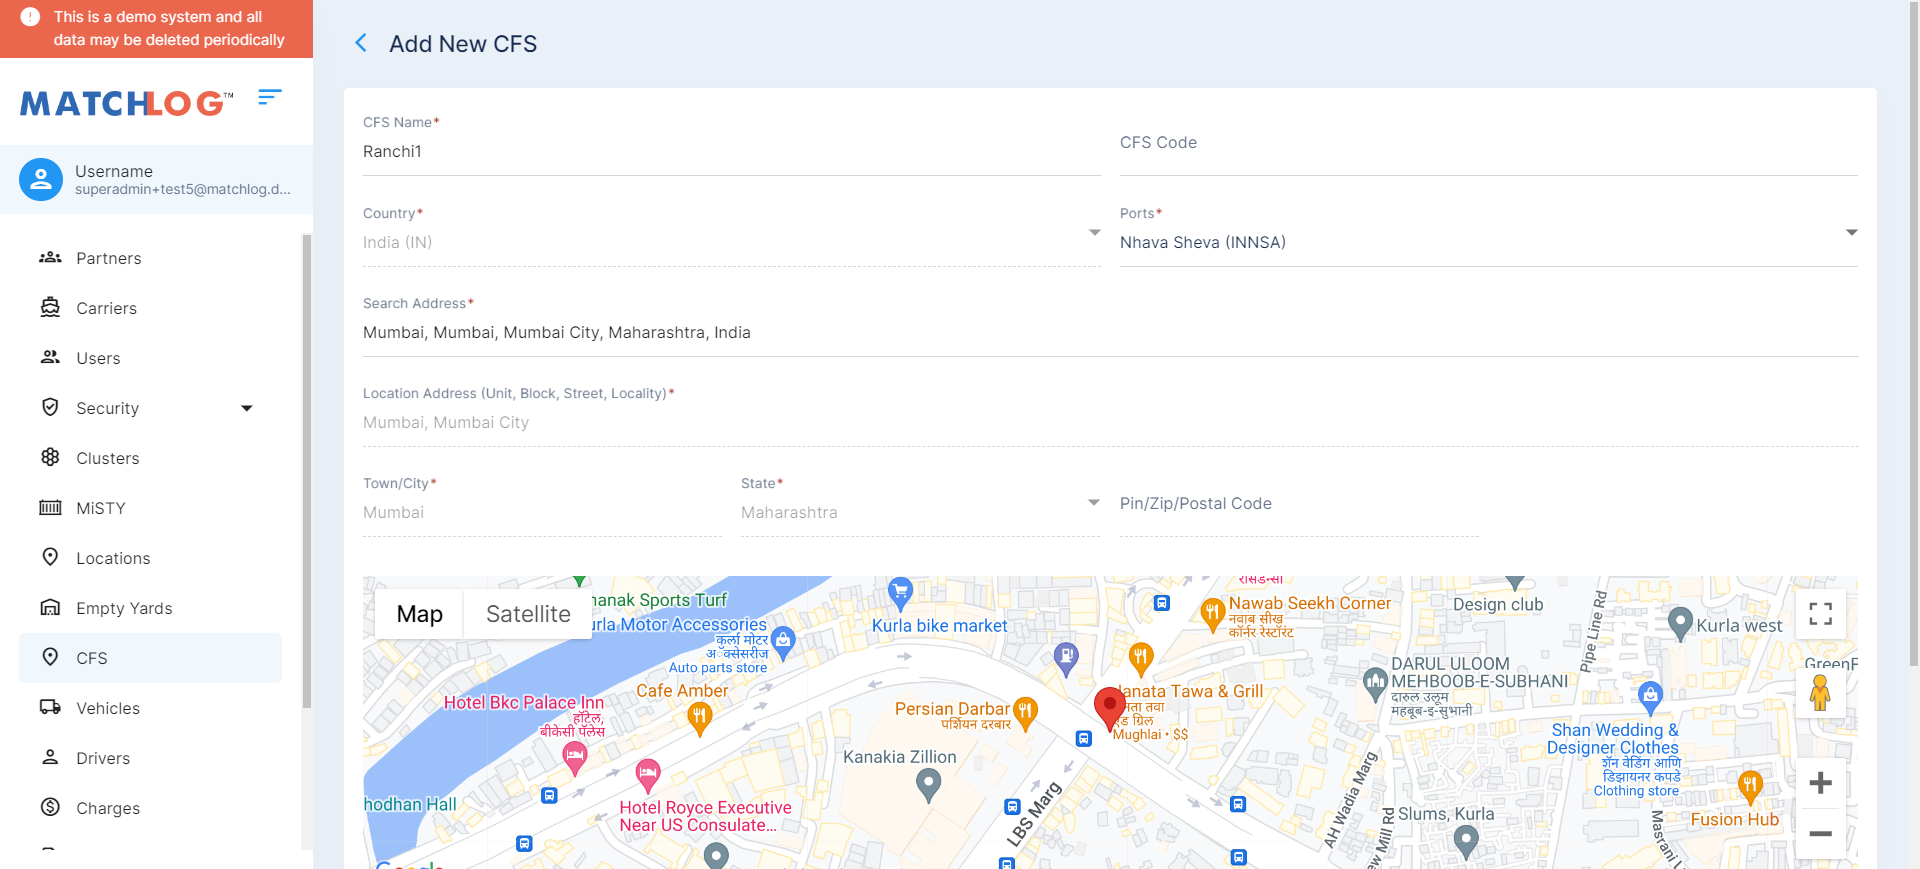 This is a demo system and all
data may be deleted periodically
MATCHLOG™
Username
superadmin+test5@matchlog.d...
Partners
Carriers
Users
Security
Clusters
MiSTY
Locations
Empty Yards
CFS
Vehicles
Drivers
Charges
Add New CFS
CFS Name*
Ranchi1
CFS Code
Country*
India (IN)
Ports*
Nhava Sheva (INNSA)
Search Address*
Mumbai, Mumbai, Mumbai City, Maharashtra, India
Location Address (Unit, Block, Street, Locality)*
Mumbai, Mumbai City
Town/City*
Mumbai
State*
Maharashtra
Pin/Zip/Postal Code
Map
Satellite
Sports Turf
Motor Accessories
कुर्ला मोटर
अ‍ॅक्सेसरीज
Auto parts store
Kurla bike market
Nawab Seekh Corner
नवाब सीख
कॉर्नर रेस्टॉरंट
Design club
Pipe Line Rd
Kurla west
DARUL ULOOM
MEHBOOB-E-SUBHANI
दारुल उलूम
महबूब-इ-सुभानी
Hotel Bkc Palace Inn
हॉटेल,
बीकेसी पॅलेस
Cafe Amber
Persian Darbar
पर्शियन दरबार
Janata Tawa & Grill
Mughlai • $$
Kanakia Zillion
Shan Wedding &
Designer Clothes
शॅन वेडिंग आणि
डिझायनर कपडे
Clothing store
hodhan Hall
Hotel Royce Executive
Near US Consulate...
LBS Marg
AH Wadia Marg
Slums, Kurla
Fusion Hub
Google